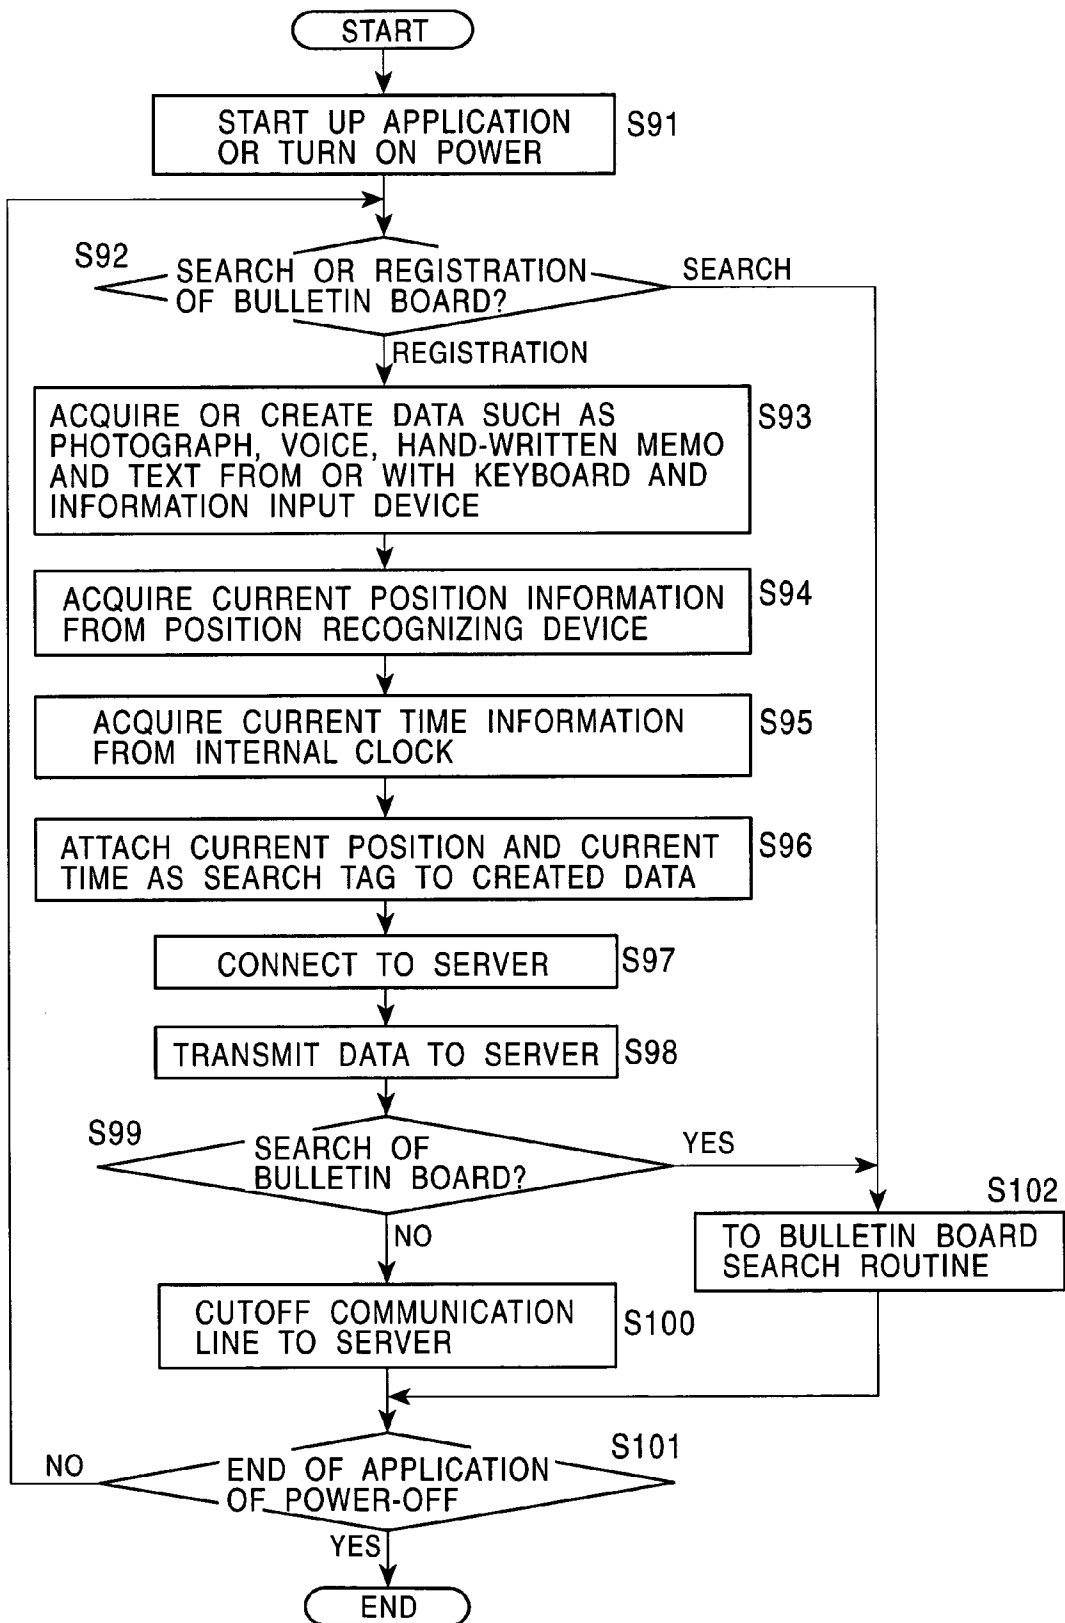 START
START UP APPLICATION
OR TURN ON POWER
S91
S92
SEARCH OR REGISTRATION
OF BULLETIN BOARD?
SEARCH
REGISTRATION
ACQUIRE OR CREATE DATA SUCH AS
PHOTOGRAPH, VOICE, HAND-WRITTEN MEMO
AND TEXT FROM OR WITH KEYBOARD AND
INFORMATION INPUT DEVICE
S93
ACQUIRE CURRENT POSITION INFORMATION
FROM POSITION RECOGNIZING DEVICE
S94
ACQUIRE CURRENT TIME INFORMATION
FROM INTERNAL CLOCK
S95
ATTACH CURRENT POSITION AND CURRENT
TIME AS SEARCH TAG TO CREATED DATA
S96
CONNECT TO SERVER
S97
TRANSMIT DATA TO SERVER
S98
S99
SEARCH OF
BULLETIN BOARD?
YES
NO
S102
TO BULLETIN BOARD
SEARCH ROUTINE
CUTOFF COMMUNICATION
LINE TO SERVER
S100
S101
END OF APPLICATION
OF POWER-OFF
NO
YES
END